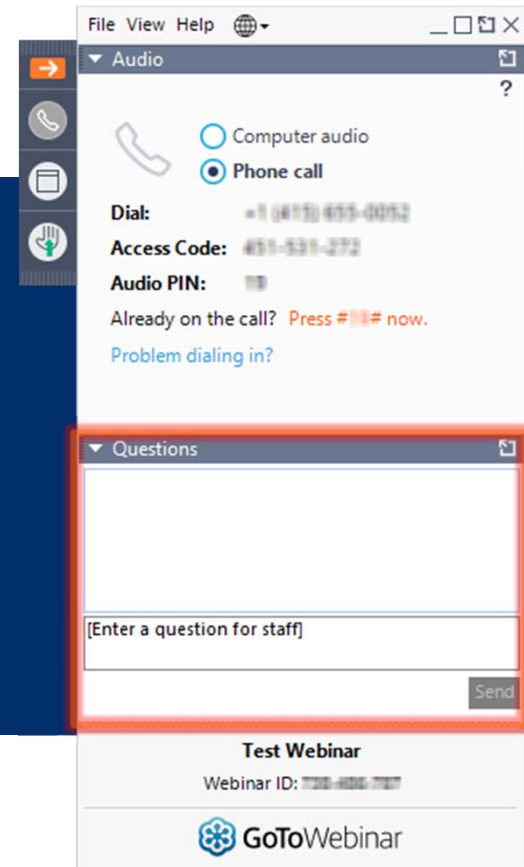 File View Help
Audio
?
Computer audio
Phone call
Dial:
Access Code:
Audio PIN:
Already on the call? Press # # now.
Problem dialing in?
Questions
[Enter a question for staff]
Send
Test Webinar
Webinar ID:
GoToWebinar